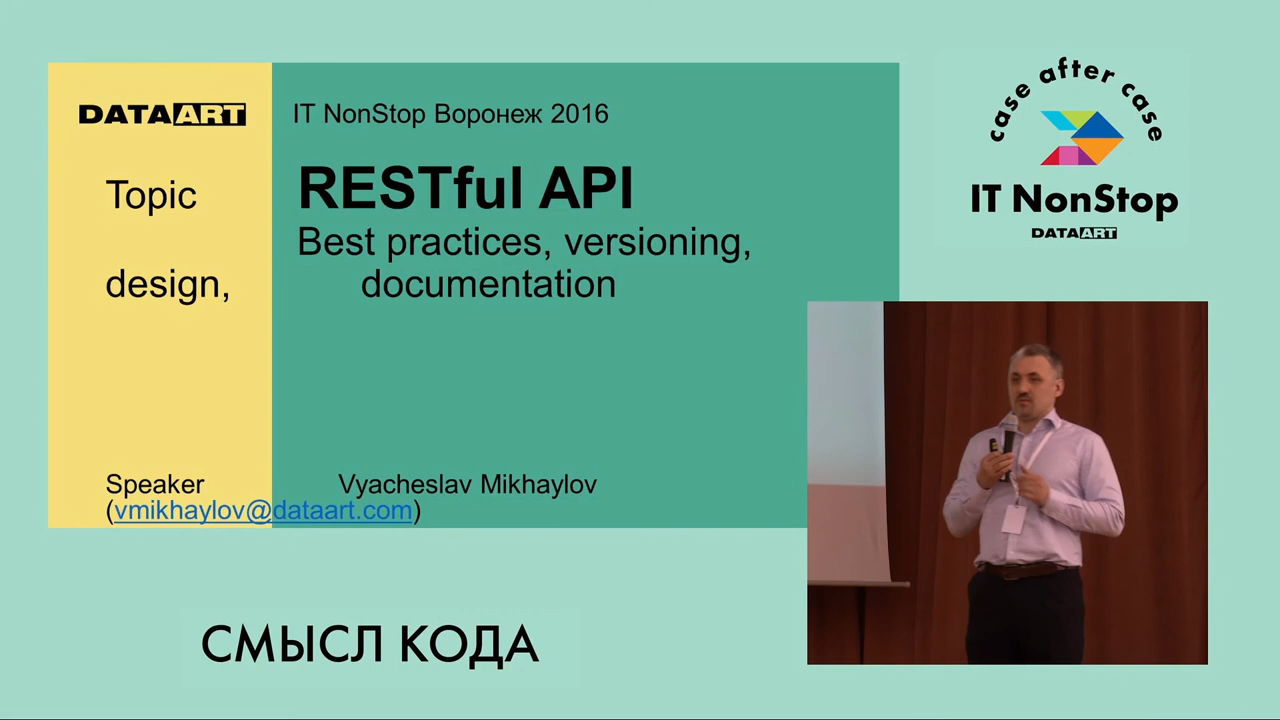 DATAART
IT NonStop Воронеж 2016
Topic
RESTful API
Best practices, versioning,
design,
documentation
Speaker
Vyacheslav Mikhaylov
(vmikhaylov@dataart.com)
case after case
IT NonStop
DATAART
СМЫСЛ КОДА